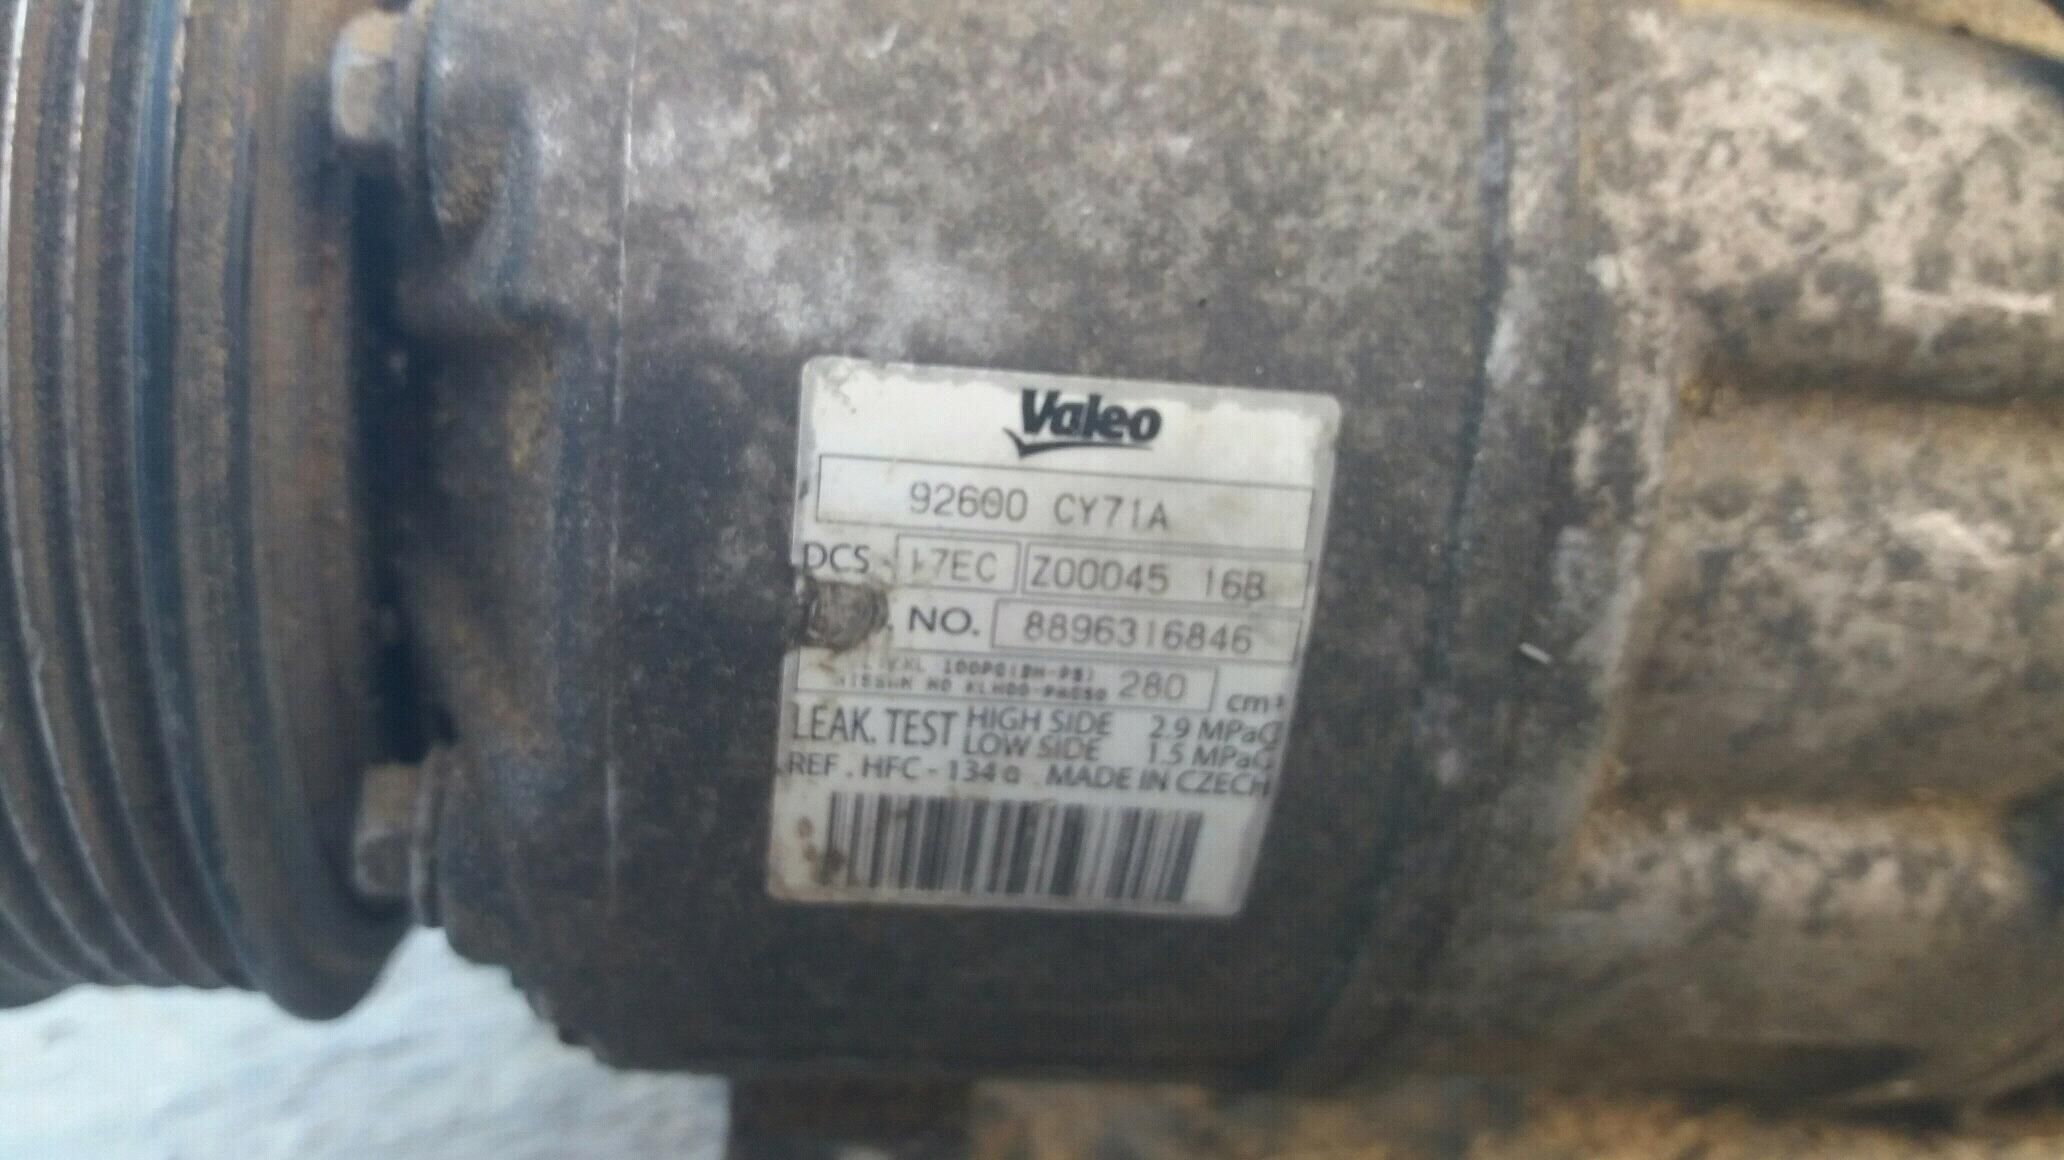 Valeo
92600 CY71A
DCS 17EC Z00045 16B
NO. 8896316846
280 cm³
LEAK. TEST HIGH SIDE 2.9 MPaG
LOW SIDE 1.5 MPaG
REF. HFC-134a MADE IN CZECH